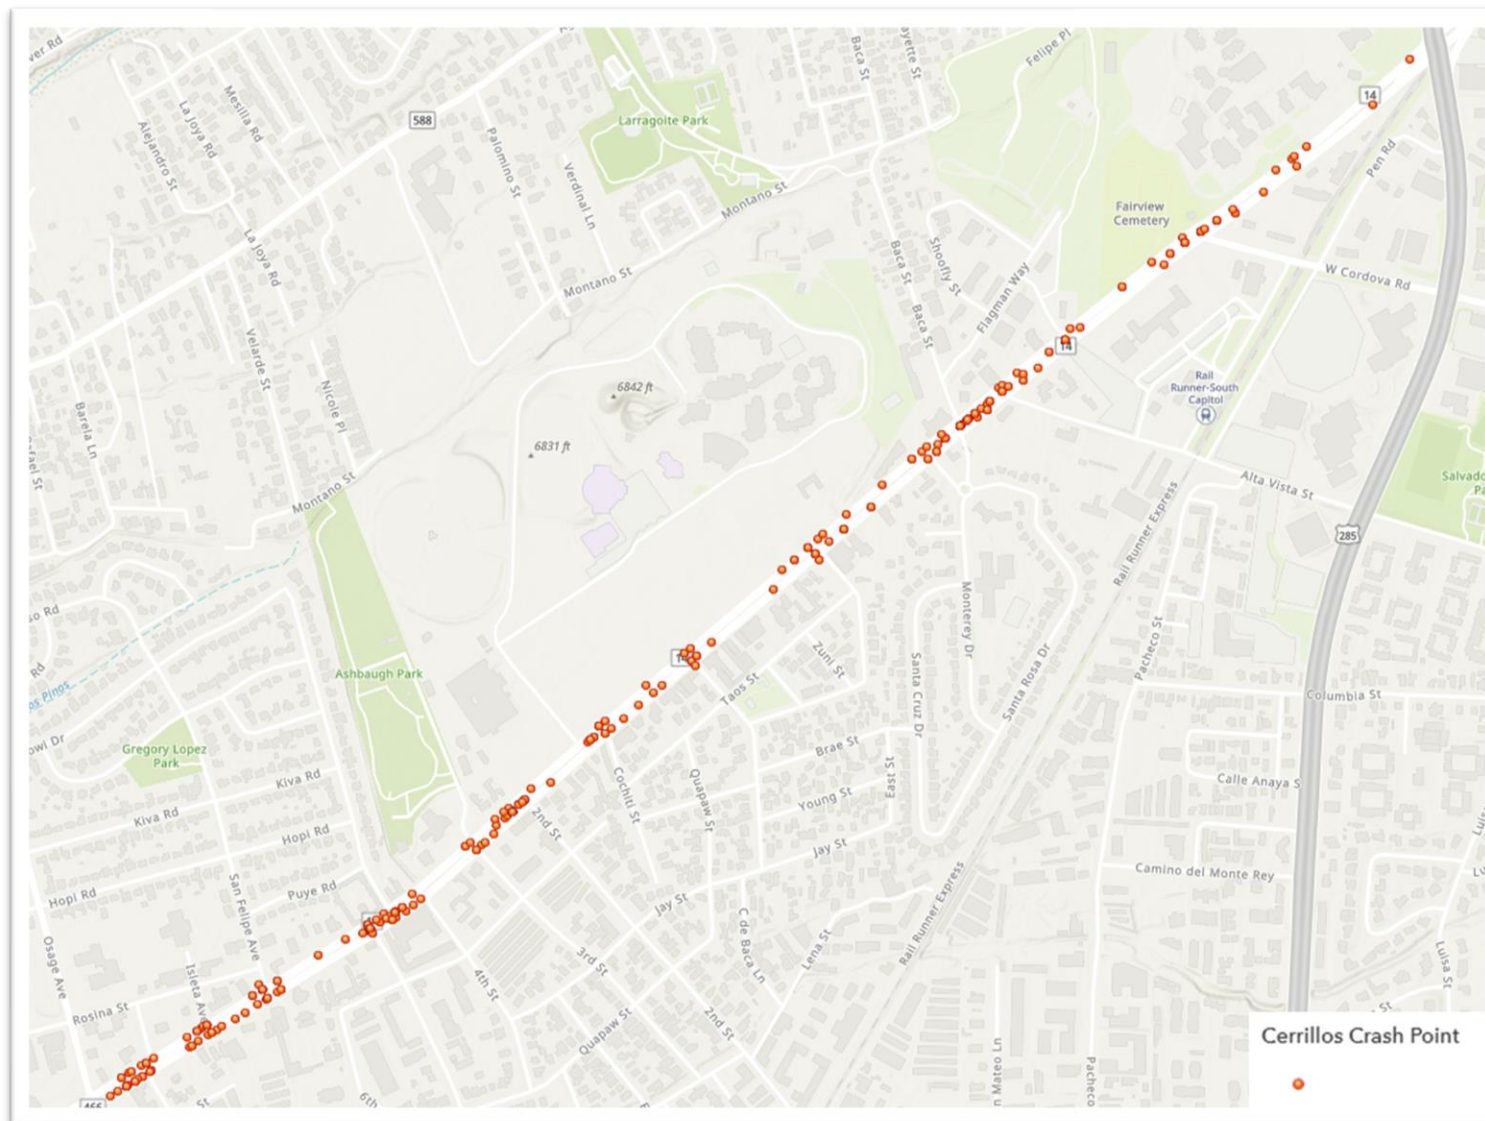 Baca St
Felipe Pl
588
Larragoite Park
14
Mesilla Rd
La Joya Rd
Alejandro St
Palomino St
Verdinal Ln
Montano St
Pen Rd
Fairview
Cemetery
La Joya Rd
Montano St
Baca St
Shoofly St
Flagman Way
W Cordova Rd
Baca St
14
Velarde St
Nicole Pl
6842 ft
Rail
Runner-South
Capitol
Barela Ln
6831 ft
Montano St
Alta Vista St
285
Rail Runner Express
Monterey Dr
Pacheco St
Zuni St
Santa Cruz Dr
Santa Rosa Dr
Ashbaugh Park
Taos St
Columbia St
Gregory Lopez
Park
Brae St
Kiva Rd
Cochiti St
Quapaw St
East St
Calle Anaya S
Young St
Kiva Rd
2nd St
Hopi Rd
Jay St
Camino del Monte Rey
Puye Rd
Hopi Rd
San Felipe Ave
Jay St
Rail Runner Express
C de Baca Ln
Lena St
Osage Ave
3rd St
4th St
Luisa St
Isleta Ave
Rosina St
Quapaw St
2nd St
Cerrillos Crash Point
n Mateo Ln
Pacheco
6th
St
St